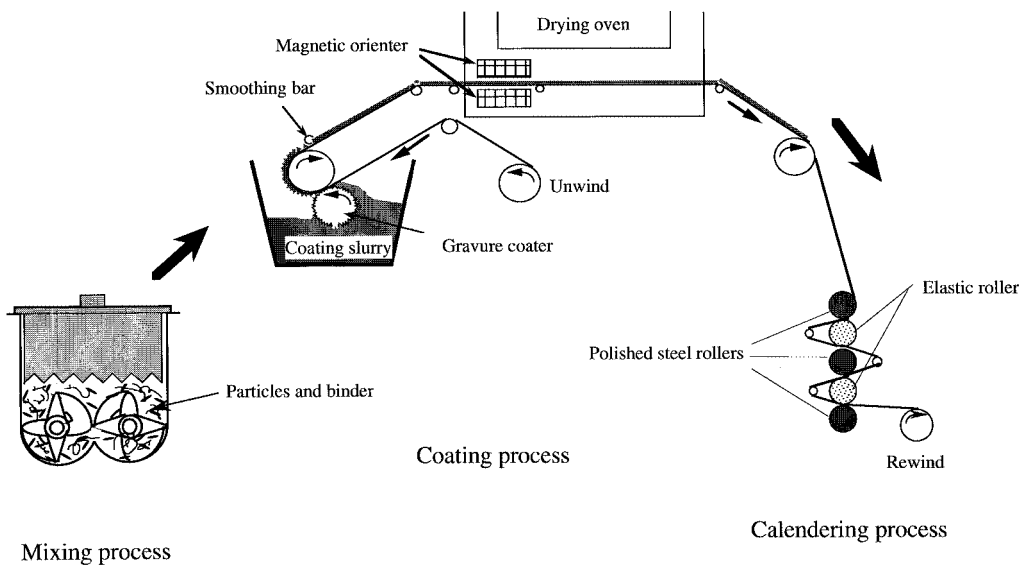 Drying oven
Magnetic orienter
Smoothing bar
Unwind
Gravure coater
Coating slurry
Elastic roller
Polished steel rollers
Particles and binder
Coating process
Rewind
Calendering process
Mixing process